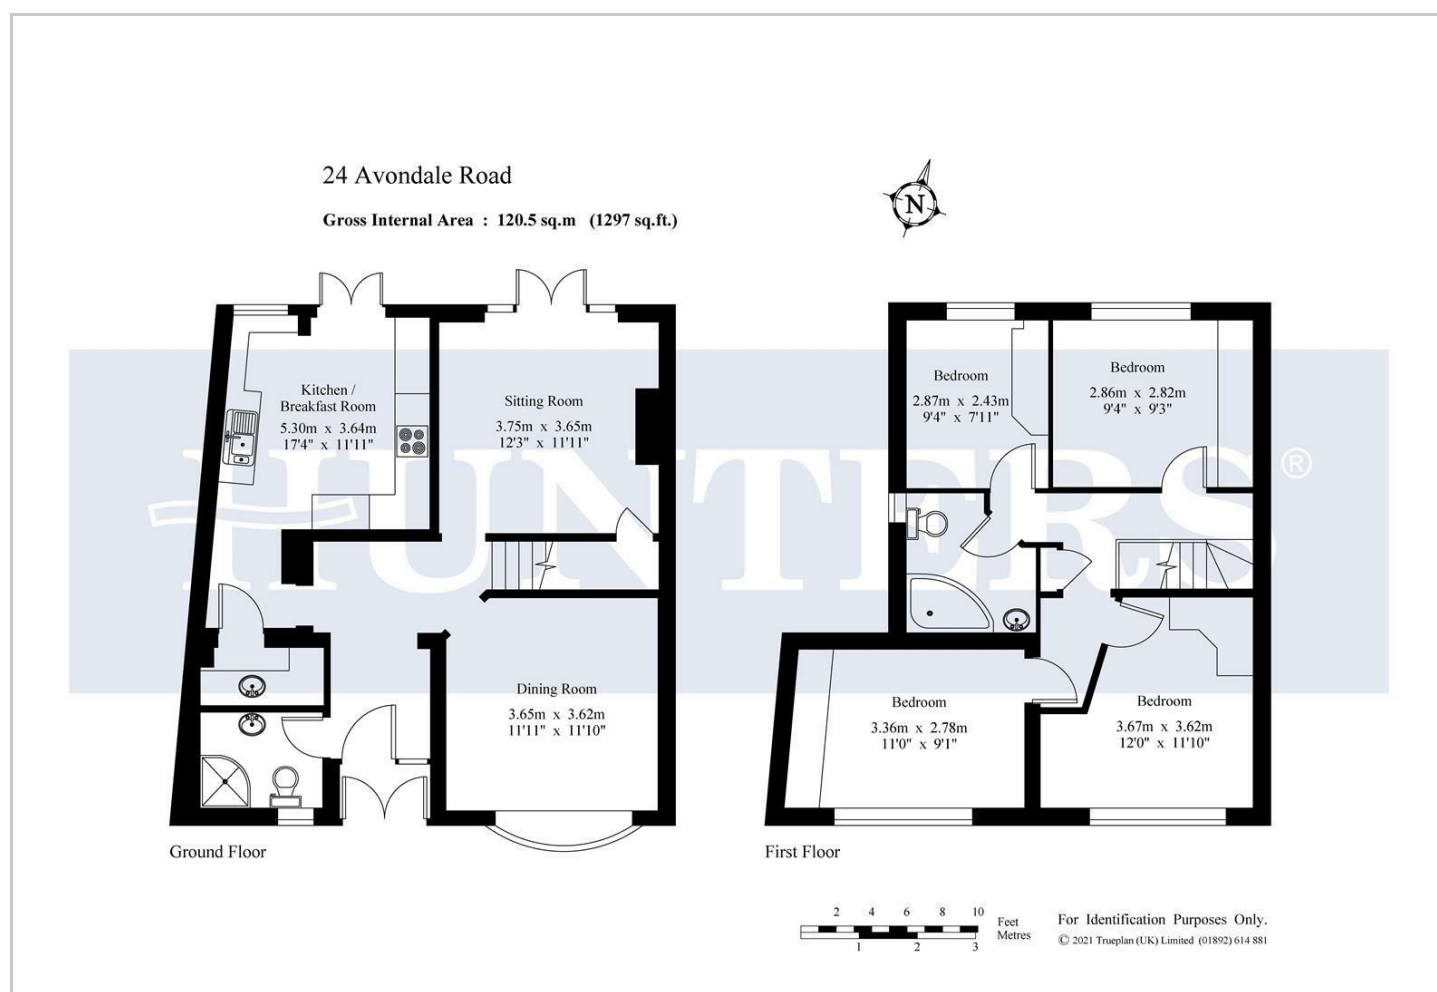 24 Avondale Road
Gross Internal Area : 120.5 sq.m (1297 sq.ft.)
N
Kitchen /
Breakfast Room
5.30m x 3.64m
17'4" x 11'11"
Sitting Room
3.75m x 3.65m
12'3" x 11'11"
Dining Room
3.65m x 3.62m
11'11" x 11'10"
Ground Floor
Bedroom
2.87m x 2.43m
9'4" x 7'11"
Bedroom
2.86m x 2.82m
9'4" x 9'3"
Bedroom
3.36m x 2.78m
11'0" x 9'1"
Bedroom
3.67m x 3.62m
12'0" x 11'10"
First Floor
HUNTERS®
2 4 6 8 10 Feet
Metres
1 2 3
For Identification Purposes Only.
© 2021 Trueplan (UK) Limited (01892) 614 881